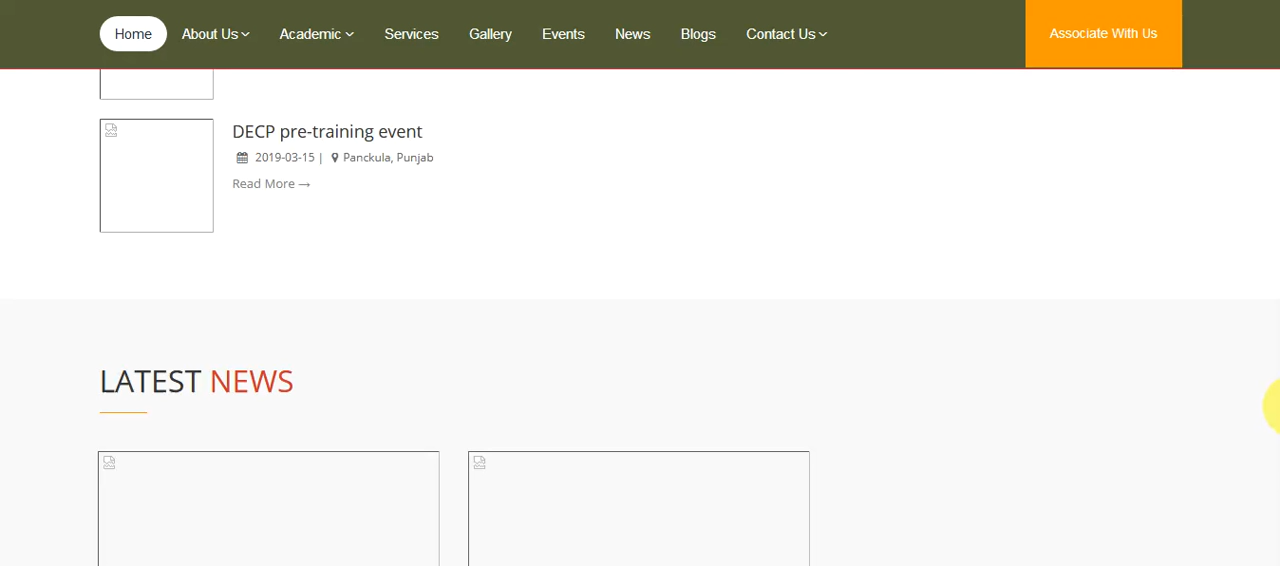 Home About Us Academic Services Gallery Events News Blogs Contact Us Associate With Us
DECP pre-training event
2019-03-15 | Panckula, Punjab
Read More →
LATEST NEWS